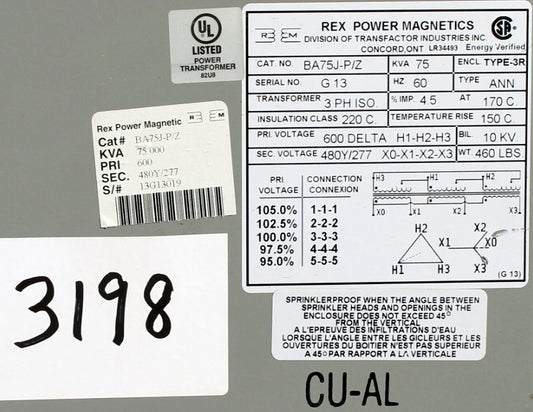 UL
LISTED
POWER
TRANSFORMER
82U8
REX POWER MAGNETICS
DIVISION OF TRANSFACTOR INDUSTRIES INC.
CONCORD,ONT LR34493 Energy Verified
CAT. NO. BA75J-P/Z KVA 75 ENCL. TYPE-3R
SERIAL NO. G 13 HZ 60 TYPE ANN
TRANSFORMER 3 PH ISO. % IMP. 4.5 AT 170 C
INSULATION CLASS 220 C TEMPERATURE RISE 150 C
PRI. VOLTAGE 600 DELTA H1-H2-H3 BIL. 10 KV
SEC. VOLTAGE 480Y/277 X0-X1-X2-X3 WT. 460 LBS
PRI. VOLTAGE CONNECTION CONNEXION
105.0% 1-1-1
102.5% 2-2-2
100.0% 3-3-3
97.5% 4-4-4
95.0% 5-5-5
H3 H1 H2 H3
X0 X1 X2 X3
H2
H1 H3
X2
X1 X0
X3
(G 13)
Rex Power Magnetic
Cat# BA75J-P/Z
KVA 75.000
PRI 600
SEC. 480Y/277
S/# 13G13019
3198
SPRINKLERPROOF WHEN THE ANGLE BETWEEN
SPRINKLER HEADS AND OPENINGS IN THE
ENCLOSURE DOES NOT EXCEED 45°
FROM THE VERTICAL
A L'EPREUVE DES INFILTRATIONS D'EAU
LORSQUE L'ANGLE ENTRE LES GICLEURS ET LES
OUVERTURES DU BOITIER N'EST PAS SUPERIEUR
A 45° PAR RAPPORT A LA VERTICALE
CU-AL